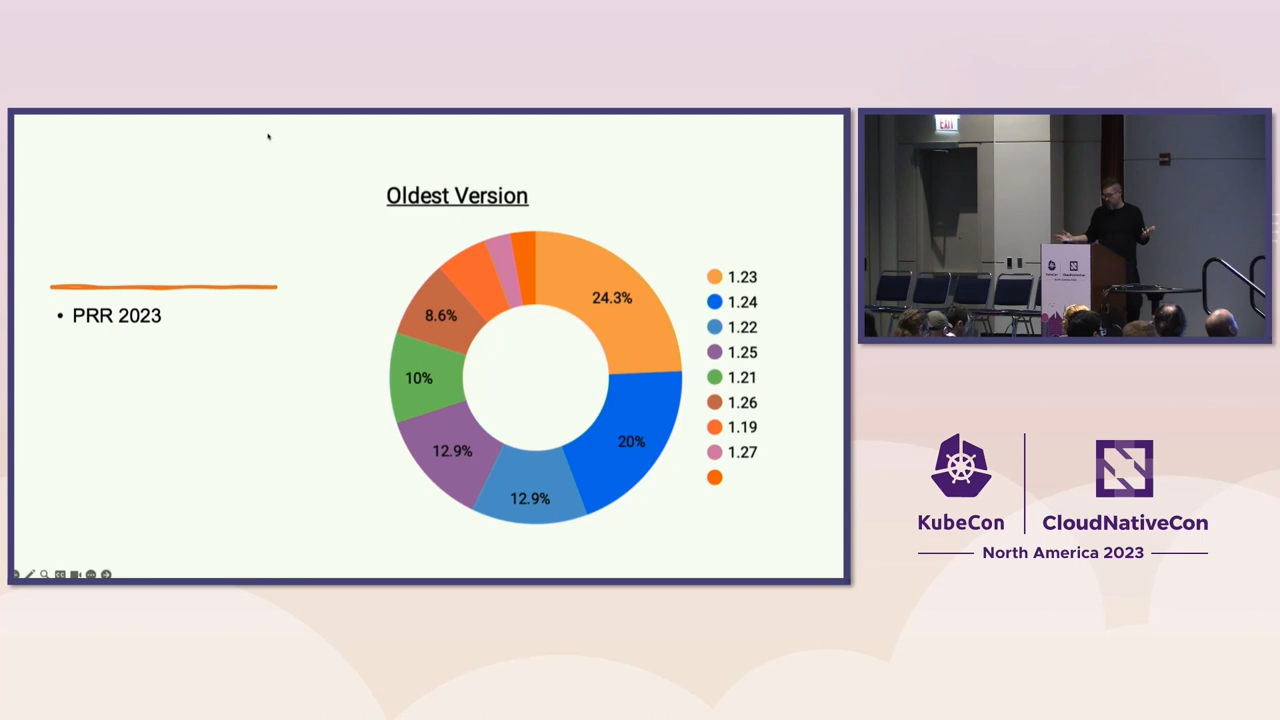 Oldest Version
• PRR 2023
24.3%
20%
12.9%
12.9%
10%
8.6%
1.23
1.24
1.22
1.25
1.21
1.26
1.19
1.27
EXIT
KubeCon
CloudNativeCon
North America 2023